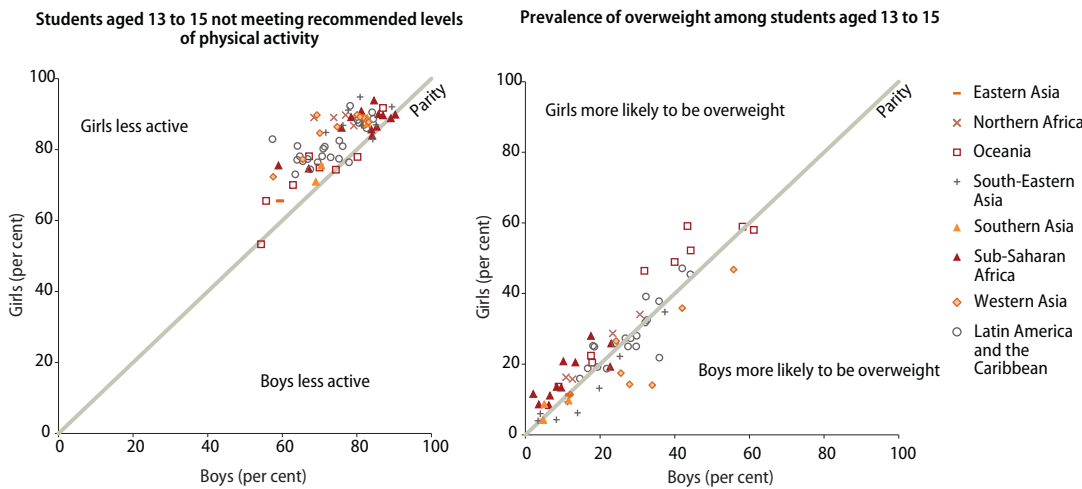 Students aged 13 to 15 not meeting recommended levels
of physical activity
100
80
60
40
20
0
Girls (per cent)
Girls less active
Parity
Boys less active
0
20
40
60
80
100
Boys (per cent)
Prevalence of overweight among students aged 13 to 15
100
80
60
40
20
0
Girls (per cent)
Girls more likely to be overweight
Parity
Boys more likely to be overweight
0
20
40
60
80
100
Boys (per cent)
Eastern Asia
Northern Africa
Oceania
South-Eastern
Asia
Southern Asia
Sub-Saharan
Africa
Western Asia
Latin America
and the
Caribbean